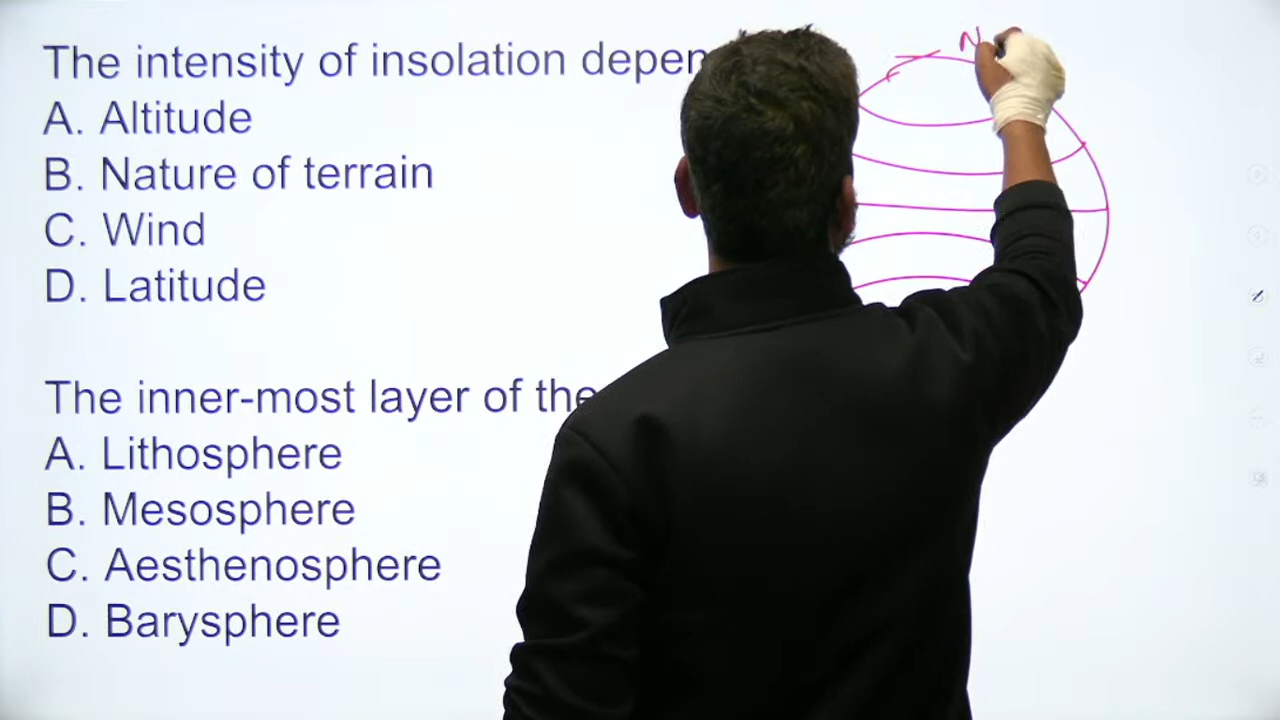 The intensity of insolation depen
A. Altitude
B. Nature of terrain
C. Wind
D. Latitude
N
The inner-most layer of the
A. Lithosphere
B. Mesosphere
C. Aesthenosphere
D. Barysphere